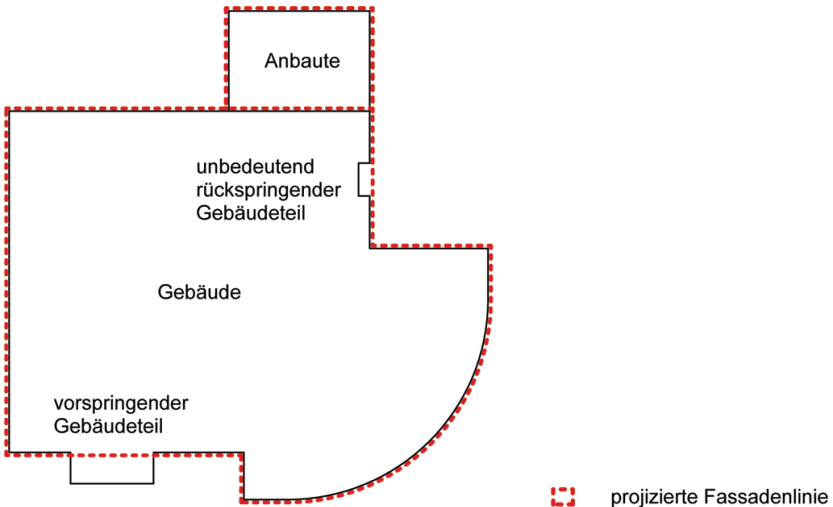 Anbaute
unbedeutend
rückspringender
Gebäudeteil
Gebäude
vorspringender
Gebäudeteil
projizierte Fassadenlinie